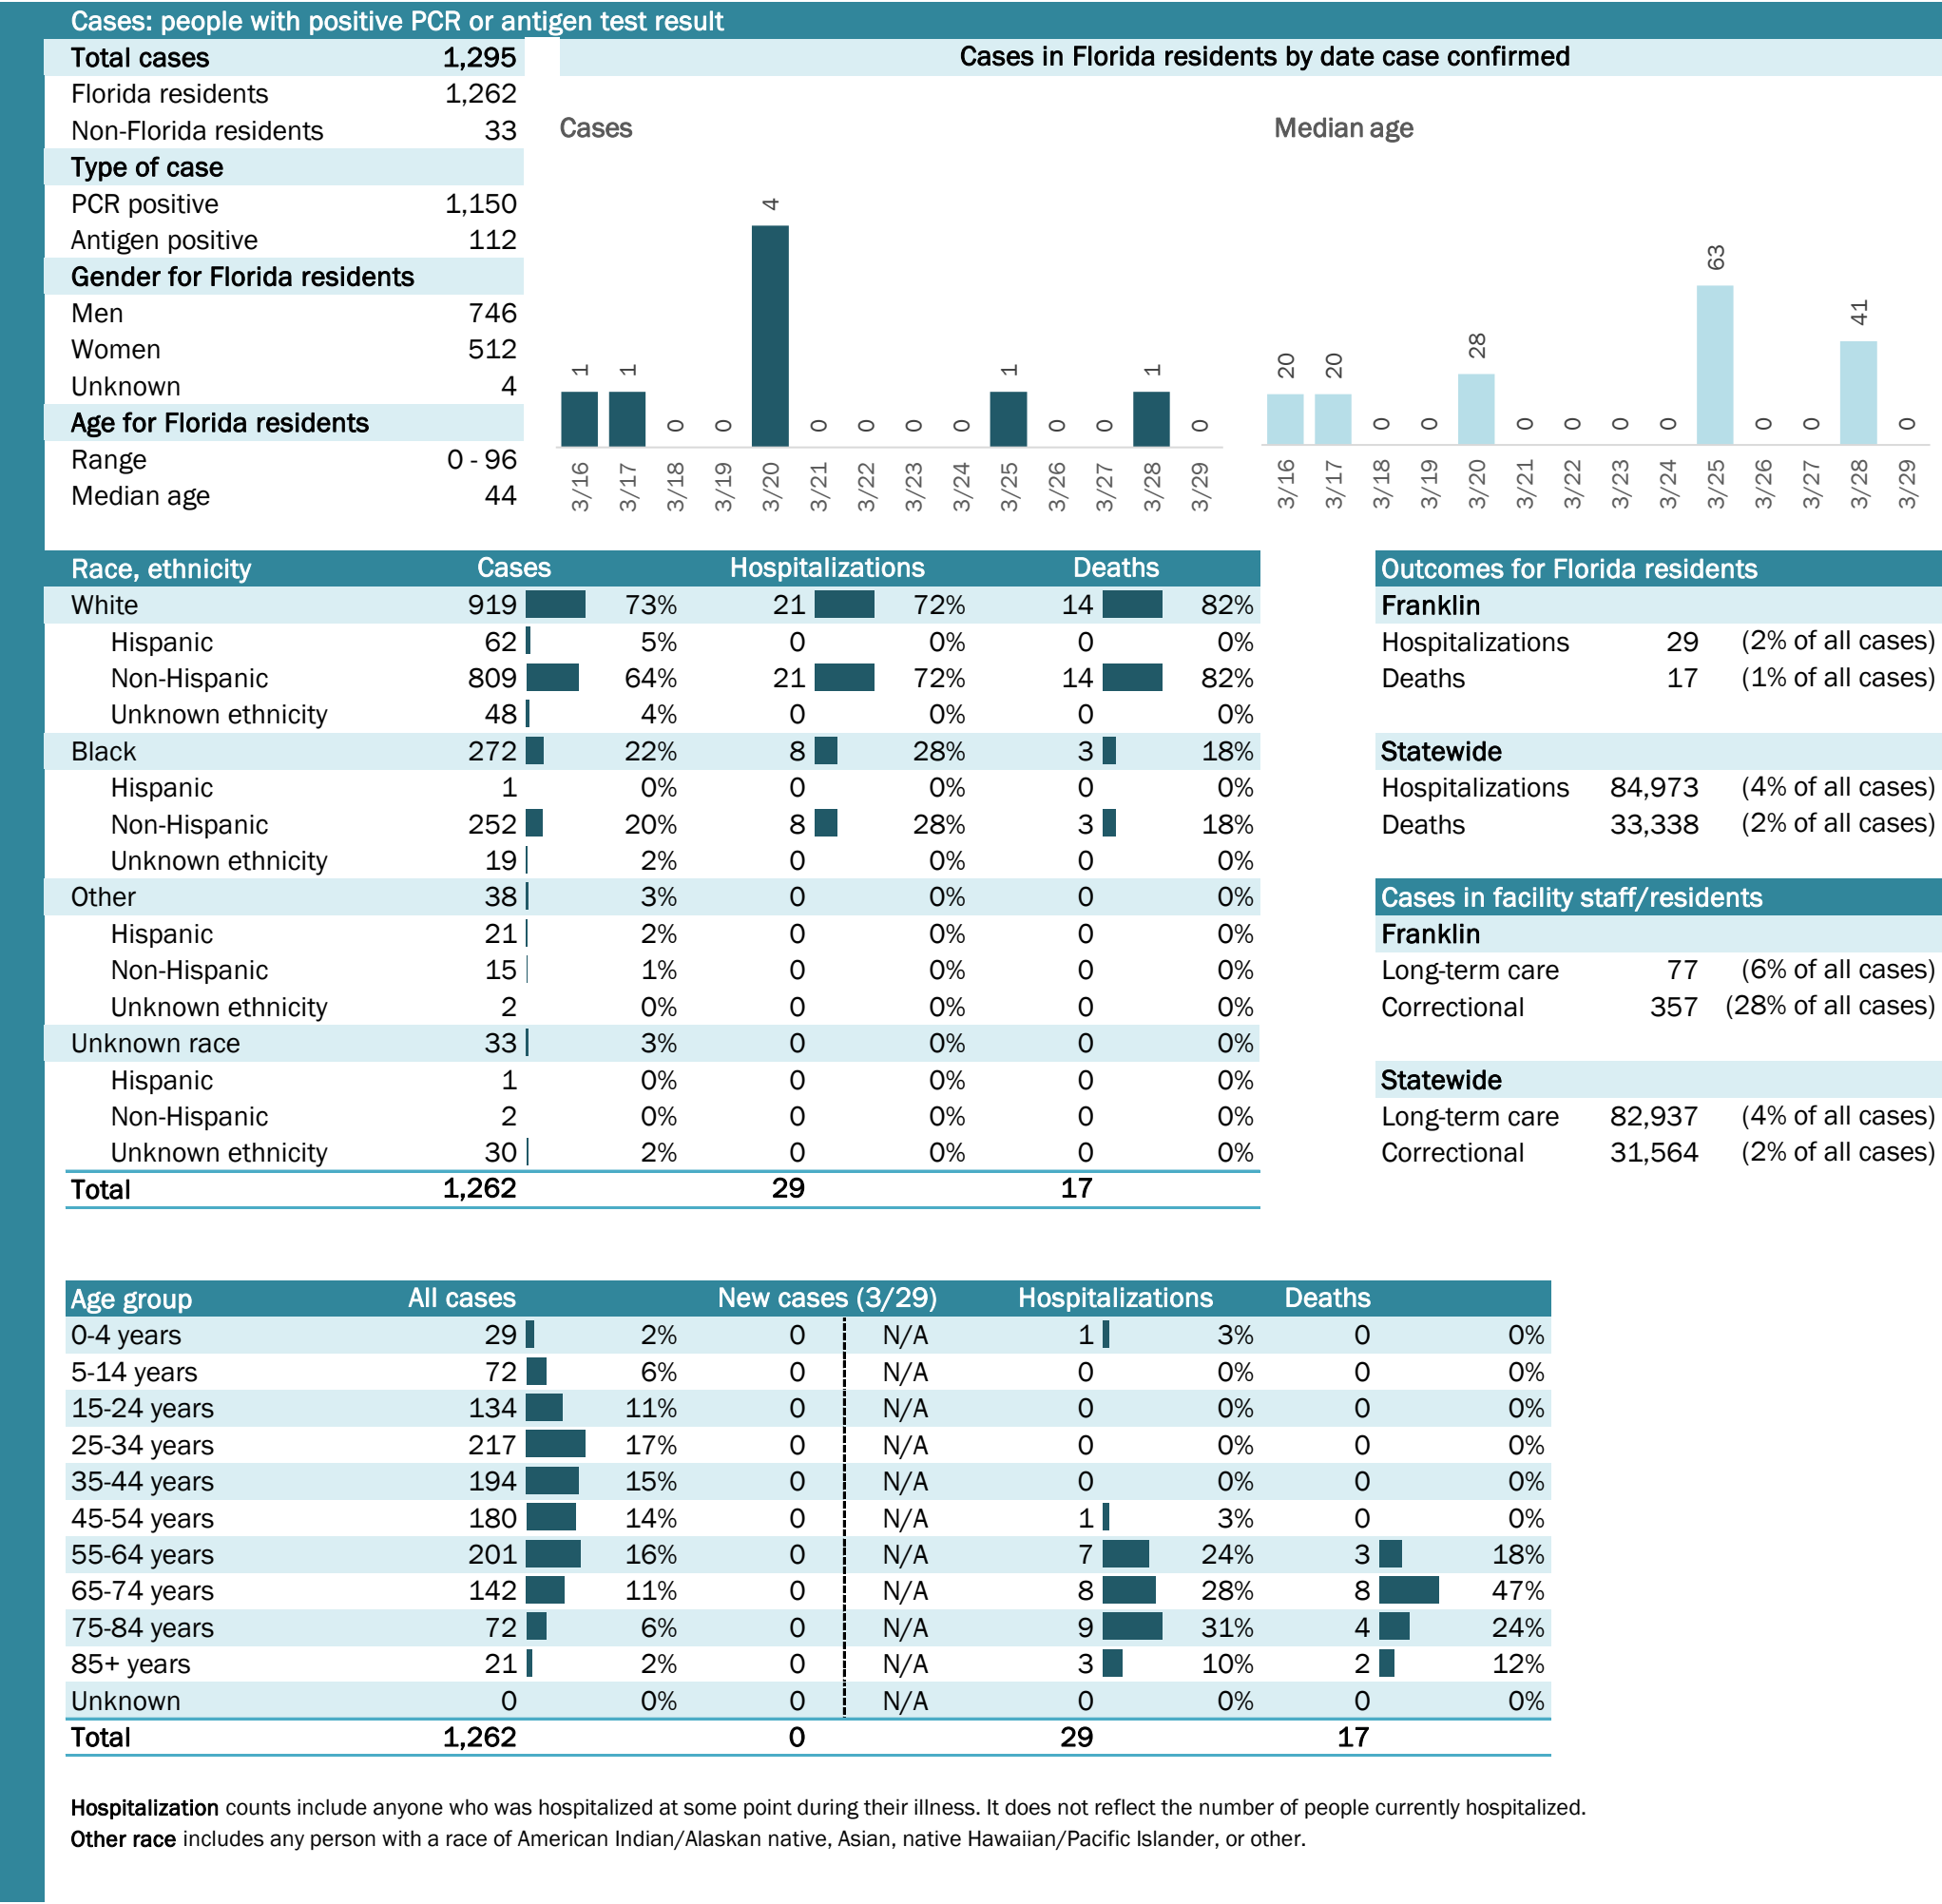 Cases: people with positive PCR or antigen test result
Total cases 1,295
Florida residents 1,262
Non-Florida residents 33
Type of case
PCR positive 1,150
Antigen positive 112
Gender for Florida residents
Men 746
Women 512
Unknown 4
Age for Florida residents
Range 0 - 96
Median age 44
Cases in Florida residents by date case confirmed
Cases
1 1 0 0 4 0 0 0 0 1 0 0 1 0
3/16 3/17 3/18 3/19 3/20 3/21 3/22 3/23 3/24 3/25 3/26 3/27 3/28 3/29
Median age
20 20 0 0 28 0 0 0 0 63 0 0 41 0
3/16 3/17 3/18 3/19 3/20 3/21 3/22 3/23 3/24 3/25 3/26 3/27 3/28 3/29
Race, ethnicity Cases Hospitalizations Deaths
White 919 73% 21 72% 14 82%
Hispanic 62 5% 0 0% 0 0%
Non-Hispanic 809 64% 21 72% 14 82%
Unknown ethnicity 48 4% 0 0% 0 0%
Black 272 22% 8 28% 3 18%
Hispanic 1 0% 0 0% 0 0%
Non-Hispanic 252 20% 8 28% 3 18%
Unknown ethnicity 19 2% 0 0% 0 0%
Other 38 3% 0 0% 0 0%
Hispanic 21 2% 0 0% 0 0%
Non-Hispanic 15 1% 0 0% 0 0%
Unknown ethnicity 2 0% 0 0% 0 0%
Unknown race 33 3% 0 0% 0 0%
Hispanic 1 0% 0 0% 0 0%
Non-Hispanic 2 0% 0 0% 0 0%
Unknown ethnicity 30 2% 0 0% 0 0%
Total 1,262 29 17
Outcomes for Florida residents
Franklin
Hospitalizations 29 (2% of all cases)
Deaths 17 (1% of all cases)
Statewide
Hospitalizations 84,973 (4% of all cases)
Deaths 33,338 (2% of all cases)
Cases in facility staff/residents
Franklin
Long-term care 77 (6% of all cases)
Correctional 357 (28% of all cases)
Statewide
Long-term care 82,937 (4% of all cases)
Correctional 31,564 (2% of all cases)
Age group All cases New cases (3/29) Hospitalizations Deaths
0-4 years 29 2% 0 N/A 1 3% 0 0%
5-14 years 72 6% 0 N/A 0 0% 0 0%
15-24 years 134 11% 0 N/A 0 0% 0 0%
25-34 years 217 17% 0 N/A 0 0% 0 0%
35-44 years 194 15% 0 N/A 0 0% 0 0%
45-54 years 180 14% 0 N/A 1 3% 0 0%
55-64 years 201 16% 0 N/A 7 24% 3 18%
65-74 years 142 11% 0 N/A 8 28% 8 47%
75-84 years 72 6% 0 N/A 9 31% 4 24%
85+ years 21 2% 0 N/A 3 10% 2 12%
Unknown 0 0% 0 N/A 0 0% 0 0%
Total 1,262 0 29 17
Hospitalization counts include anyone who was hospitalized at some point during their illness. It does not reflect the number of people currently hospitalized.
Other race includes any person with a race of American Indian/Alaskan native, Asian, native Hawaiian/Pacific Islander, or other.